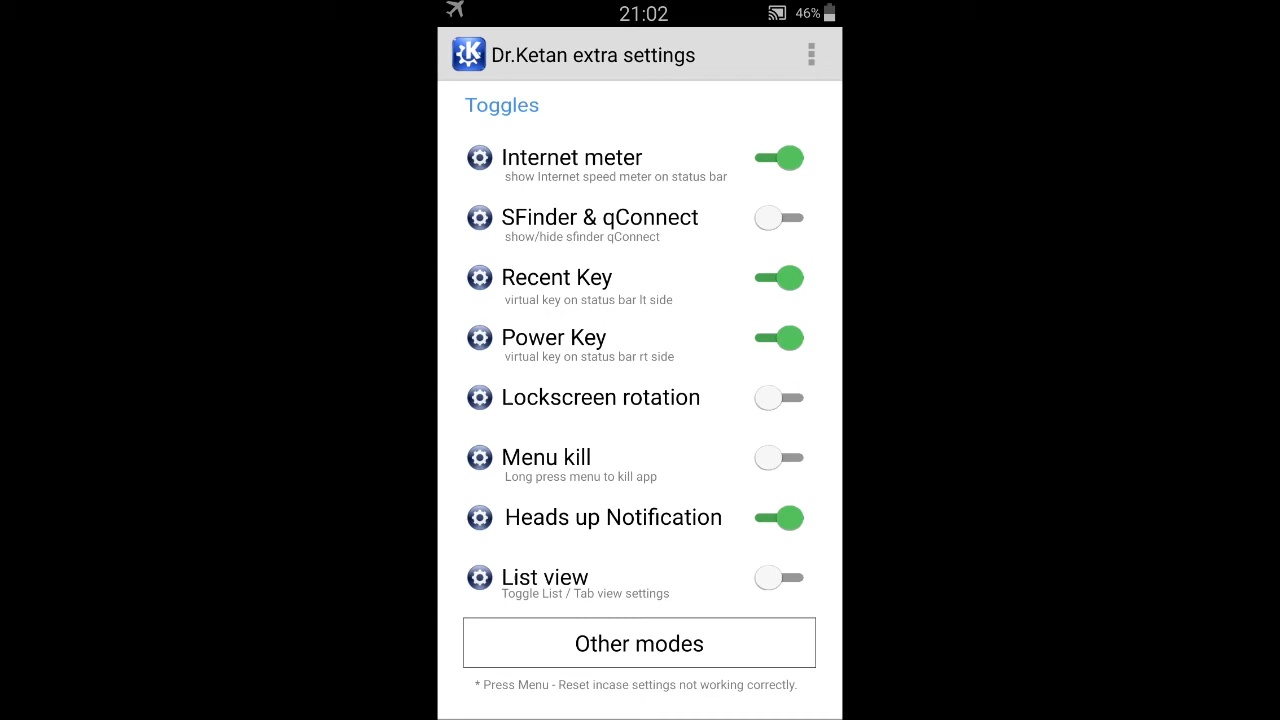 21:02
46%
Dr.Ketan extra settings
Toggles
Internet meter
show Internet speed meter on status bar
SFinder & qConnect
show/hide sfinder qConnect
Recent Key
virtual key on status bar lt side
Power Key
virtual key on status bar rt side
Lockscreen rotation
Menu kill
Long press menu to kill app
Heads up Notification
List view
Toggle List / Tab view settings
Other modes
* Press Menu - Reset incase settings not working correctly.